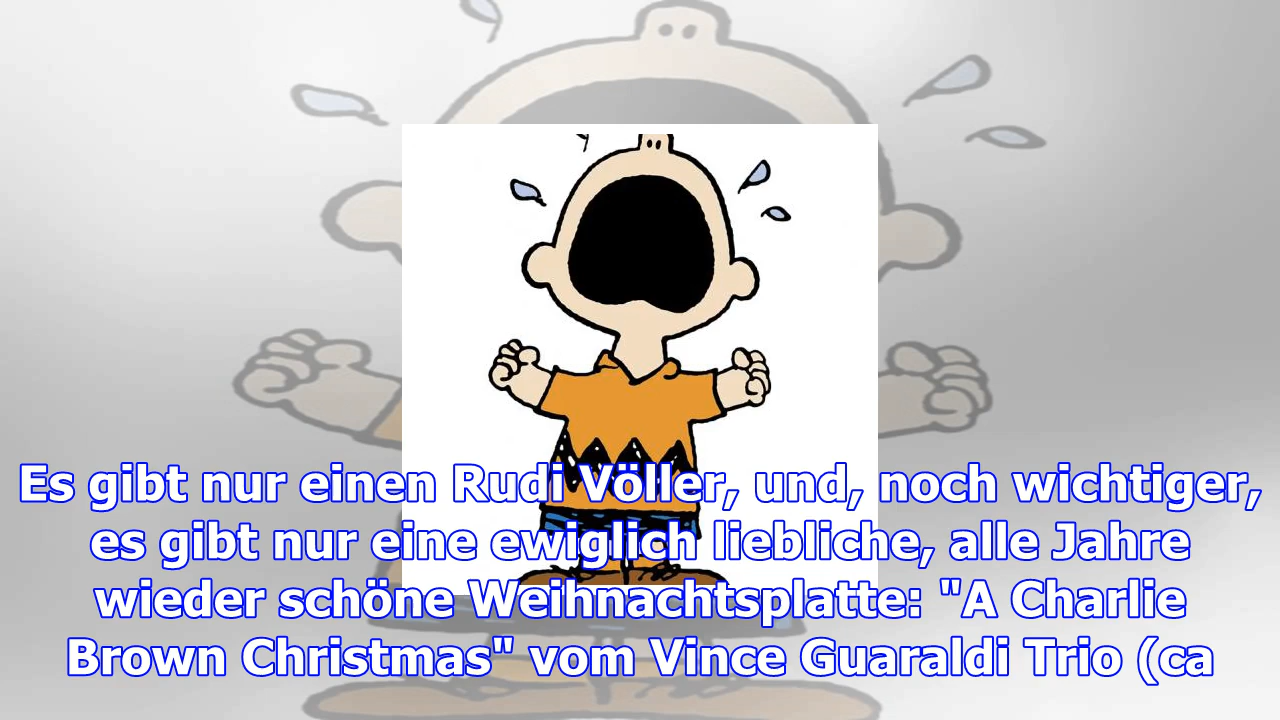 Es gibt nur einen Rudi Völler, und, noch wichtiger,
es gibt nur eine ewiglich liebliche, alle Jahre
wieder schöne Weihnachtsplatte: "A Charlie
Brown Christmas" vom Vince Guaraldi Trio (ca